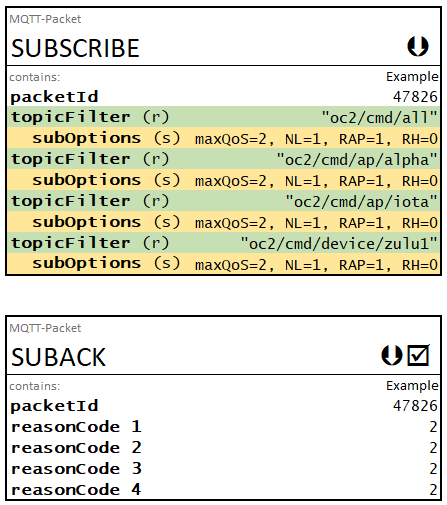 MQTT-Packet
SUBSCRIBE
contains: Example
packetId 47826
topicFilter (r) "oc2/cmd/all"
subOptions (s) maxQoS=2, NL=1, RAP=1, RH=0
topicFilter (r) "oc2/cmd/ap/alpha"
subOptions (s) maxQoS=2, NL=1, RAP=1, RH=0
topicFilter (r) "oc2/cmd/ap/iota"
subOptions (s) maxQoS=2, NL=1, RAP=1, RH=0
topicFilter (r) "oc2/cmd/device/zulu1"
subOptions (s) maxQoS=2, NL=1, RAP=1, RH=0
MQTT-Packet
SUBACK
contains: Example
packetId 47826
reasonCode 1 2
reasonCode 2 2
reasonCode 3 2
reasonCode 4 2